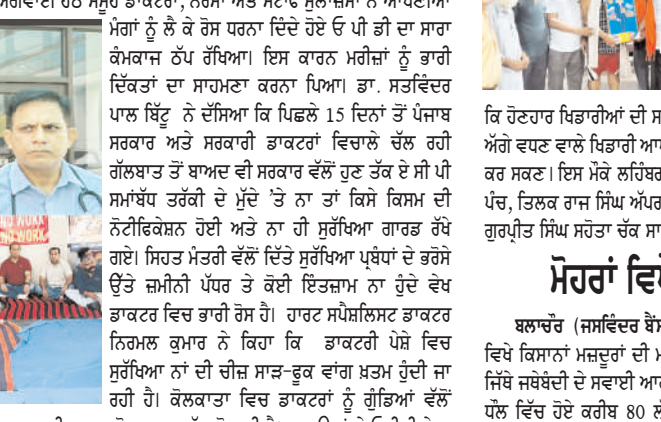 ਮੰਗਾਂ ਨੂੰ ਲੈ ਕੇ ਰੋਸ ਧਰਨਾ ਦਿੰਦੇ ਹੋਏ ਓ ਪੀ ਡੀ ਦਾ ਸਾਰਾ
ਕੰਮਕਾਜ ਠੱਪ ਰੱਖਿਆ। ਇਸ ਕਾਰਨ ਮਰੀਜ਼ਾਂ ਨੂੰ ਭਾਰੀ
ਦਿੱਕਤਾਂ ਦਾ ਸਾਹਮਣਾ ਕਰਨਾ ਪਿਆ। ਡਾ. ਸਤਵਿੰਦਰ
ਪਾਲ ਬਿੱਟੂ ਨੇ ਦੱਸਿਆ ਕਿ ਪਿਛਲੇ 15 ਦਿਨਾਂ ਤੋਂ ਪੰਜਾਬ
ਸਰਕਾਰ ਅਤੇ ਸਰਕਾਰੀ ਡਾਕਟਰਾਂ ਵਿਚਾਲੇ ਚੱਲ ਰਹੀ
ਗੱਲਬਾਤ ਤੋਂ ਬਾਅਦ ਵੀ ਸਰਕਾਰ ਵੱਲੋਂ ਹੁਣ ਤੱਕ ਏ ਸੀ ਪੀ
ਸਮਾਂਬੱਧ ਤਰੱਕੀ ਦੇ ਮੁੱਦੇ 'ਤੇ ਨਾ ਤਾਂ ਕਿਸੇ ਕਿਸਮ ਦੀ
ਨੋਟੀਫਿਕੇਸ਼ਨ ਹੋਈ ਅਤੇ ਨਾ ਹੀ ਸੁਰੱਖਿਆ ਗਾਰਡ ਰੱਖੇ
ਗਏ। ਸਿਹਤ ਮੰਤਰੀ ਵੱਲੋਂ ਦਿੱਤੇ ਸੁਰੱਖਿਆ ਪ੍ਰਬੰਧਾਂ ਦੇ ਭਰੋਸੇ
ਉੱਤੇ ਜ਼ਮੀਨੀ ਪੱਧਰ ਤੇ ਕੋਈ ਇੰਤਜ਼ਾਮ ਨਾ ਹੁੰਦੇ ਵੇਖ
ਡਾਕਟਰ ਵਿਚ ਭਾਰੀ ਰੋਸ ਹੈ। ਹਾਰਟ ਸਪੈਸ਼ਲਿਸਟ ਡਾਕਟਰ
ਨਿਰਮਲ ਕੁਮਾਰ ਨੇ ਕਿਹਾ ਕਿ ਡਾਕਟਰੀ ਪੇਸ਼ੇ ਵਿਚ
ਸੁਰੱਖਿਆ ਨਾਂ ਦੀ ਚੀਜ਼ ਸਾੜ-ਫੂਕ ਵਾਂਗ ਖ਼ਤਮ ਹੁੰਦੀ ਜਾ
ਰਹੀ ਹੈ। ਕੋਲਕਾਤਾ ਵਿਚ ਡਾਕਟਰਾਂ ਨੂੰ ਗੁੰਡਿਆਂ ਵੱਲੋਂ
WORK
ਕਿ ਹੋਣਹਾਰ ਖਿਡਾਰੀਆਂ ਦੀ ਸ
ਅੱਗੇ ਵਧਣ ਵਾਲੇ ਖਿਡਾਰੀ ਆ
ਕਰ ਸਕਣ। ਇਸ ਮੌਕੇ ਲਹਿੰਬਰ
ਪੰਚ, ਤਿਲਕ ਰਾਜ ਸਿੰਘ ਅੱਪਰ
ਗੁਰਪ੍ਰੀਤ ਸਿੰਘ ਸਹੋਤਾ ਚੱਕ ਸਾ
ਮੋਹਰਾਂ ਵਿਖੇ
ਬਲਾਚੌਰ (ਜਸਵਿੰਦਰ ਬੈਂਸ
ਵਿਖੇ ਕਿਸਾਨਾਂ ਮਜ਼ਦੂਰਾਂ ਦੀ ਮ
ਜਿੱਥੇ ਜਥੇਬੰਦੀ ਦੇ ਸਵਾਈ ਆ
ਧੌਲ ਵਿੱਚ ਹੋਏ ਕਰੀਬ 80 ਲੱ